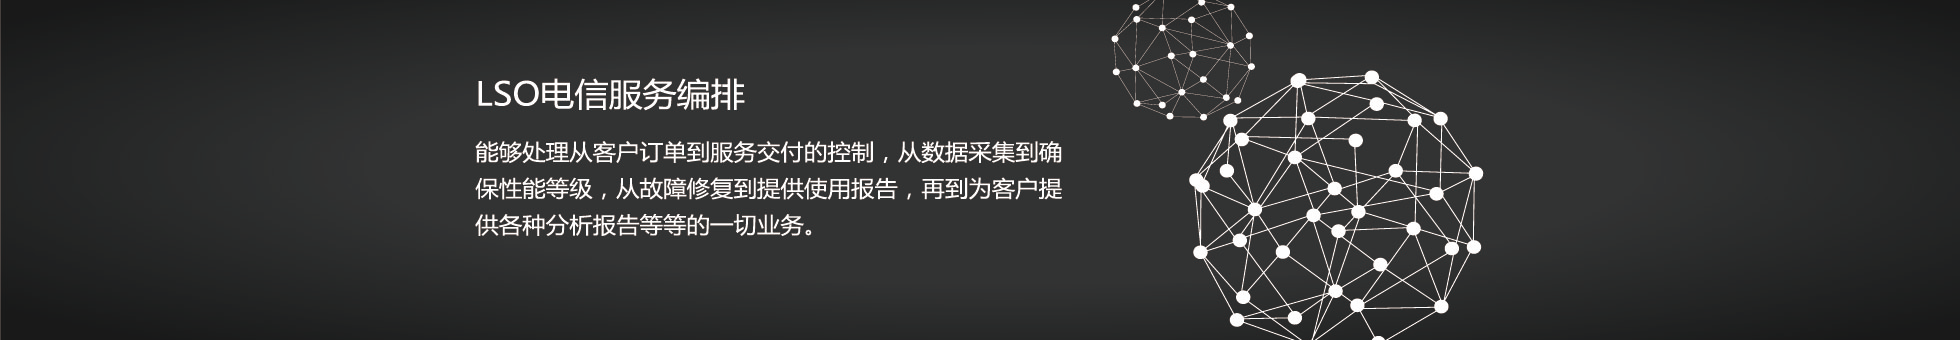 LSO电信服务编排
能够处理从客户订单到服务交付的控制，从数据采集到确
保性能等级，从故障修复到提供使用报告，再到为客户提
供各种分析报告等等的一切业务。